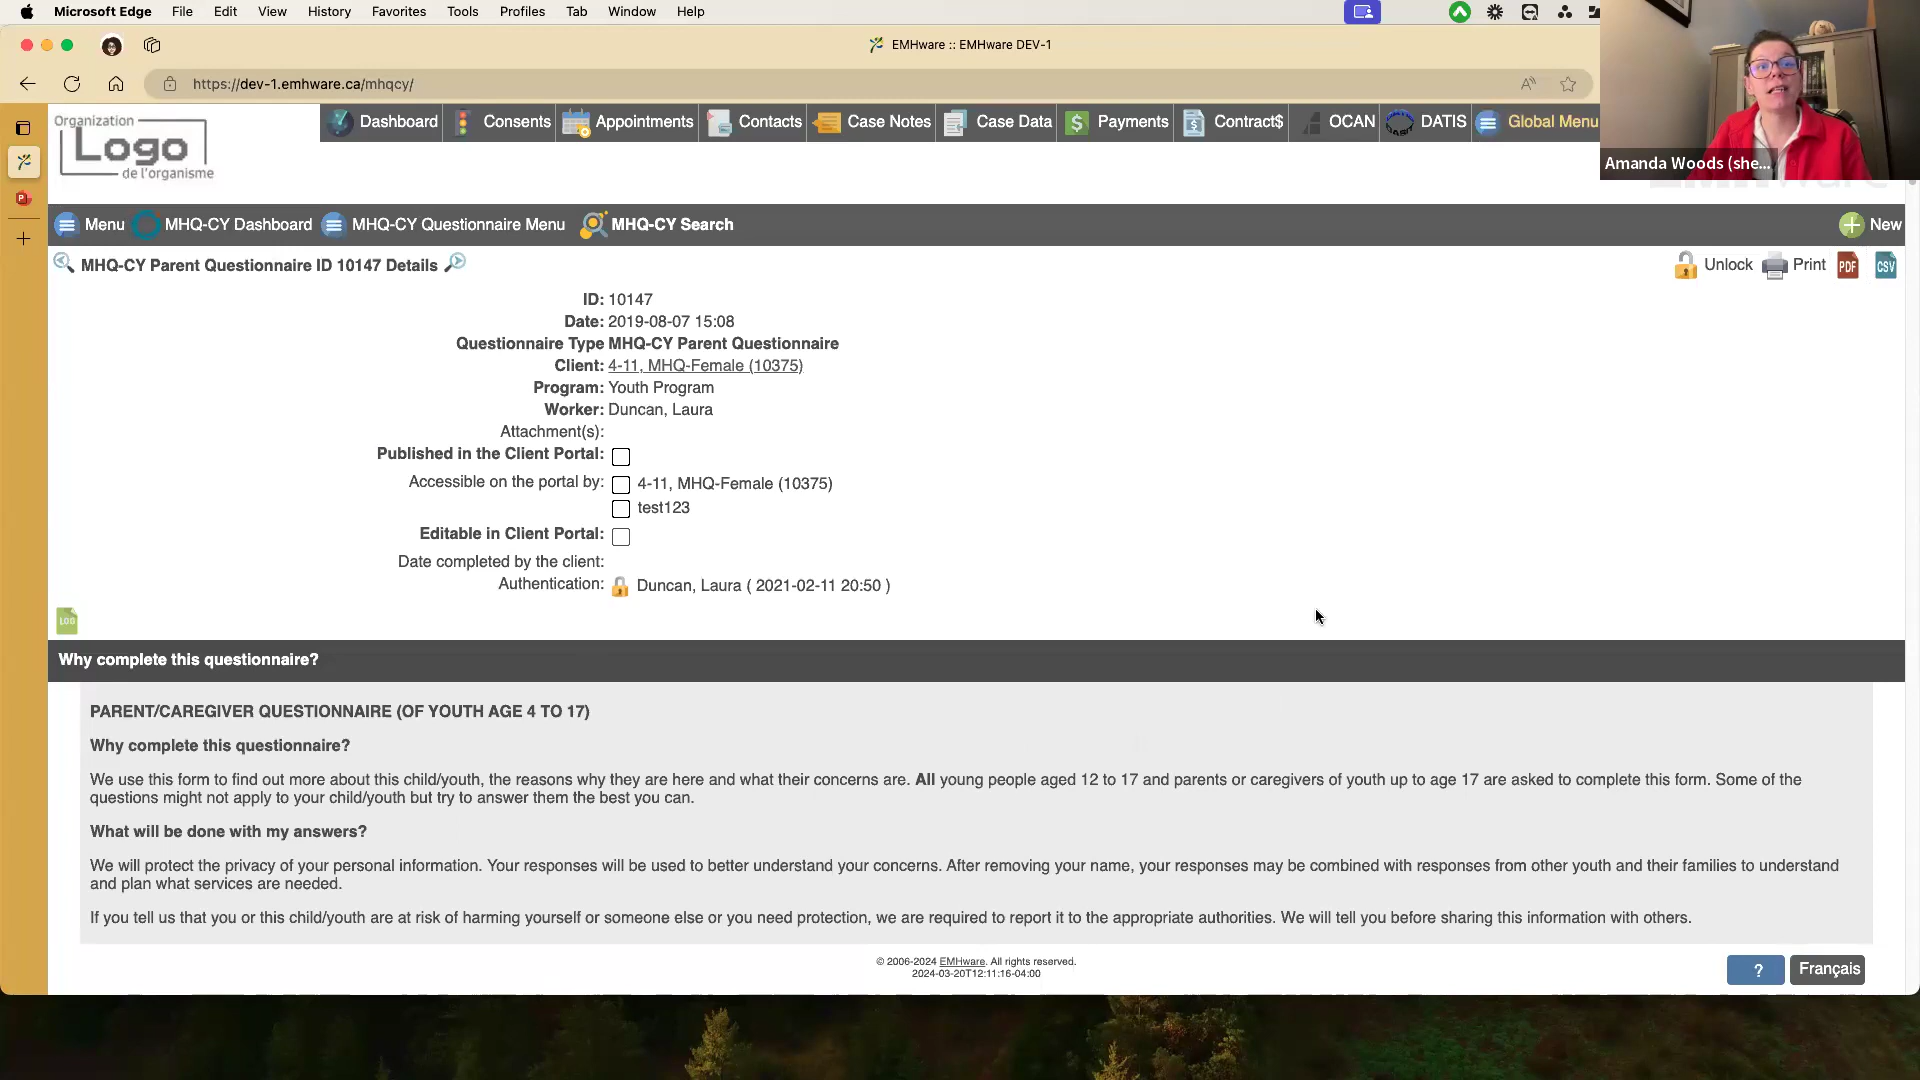 Microsoft Edge File Edit View History Favorites Tools Profiles Tab Window Help
EMHware :: EMHware DEV-1
https://dev-1.emhware.ca/mhqcy/
Organization
Logo
de l'organisme
Dashboard Consents Appointments Contacts Case Notes Case Data Payments Contract$ OCAN DATIS Global Menu
Amanda Woods (she...
Menu MHQ-CY Dashboard MHQ-CY Questionnaire Menu MHQ-CY Search New
MHQ-CY Parent Questionnaire ID 10147 Details Unlock Print PDF CSV
ID: 10147
Date: 2019-08-07 15:08
Questionnaire Type MHQ-CY Parent Questionnaire
Client: 4-11, MHQ-Female (10375)
Program: Youth Program
Worker: Duncan, Laura
Attachment(s):
Published in the Client Portal:
Accessible on the portal by: 4-11, MHQ-Female (10375)
test123
Editable in Client Portal:
Date completed by the client:
Authentication: Duncan, Laura ( 2021-02-11 20:50 )
LOG
Why complete this questionnaire?
PARENT/CAREGIVER QUESTIONNAIRE (OF YOUTH AGE 4 TO 17)
Why complete this questionnaire?
We use this form to find out more about this child/youth, the reasons why they are here and what their concerns are. All young people aged 12 to 17 and parents or caregivers of youth up to age 17 are asked to complete this form. Some of the
questions might not apply to your child/youth but try to answer them the best you can.
What will be done with my answers?
We will protect the privacy of your personal information. Your responses will be used to better understand your concerns. After removing your name, your responses may be combined with responses from other youth and their families to understand
and plan what services are needed.
If you tell us that you or this child/youth are at risk of harming yourself or someone else or you need protection, we are required to report it to the appropriate authorities. We will tell you before sharing this information with others.
© 2006-2024 EMHware. All rights reserved.
2024-03-20T12:11:16-04:00
? Français